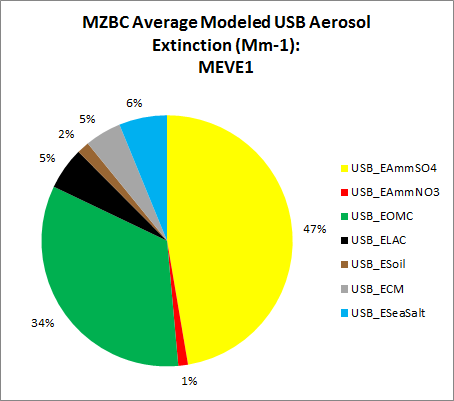 MZBC Average Modeled USB Aerosol
Extinction (Mm-1):
MEVE1
6%
5%
2%
5%
47%
34%
1%
USB_EAmmSO4
USB_EAmmNO3
USB_EOMC
USB_ELAC
USB_ESoil
USB_ECM
USB_ESeaSalt